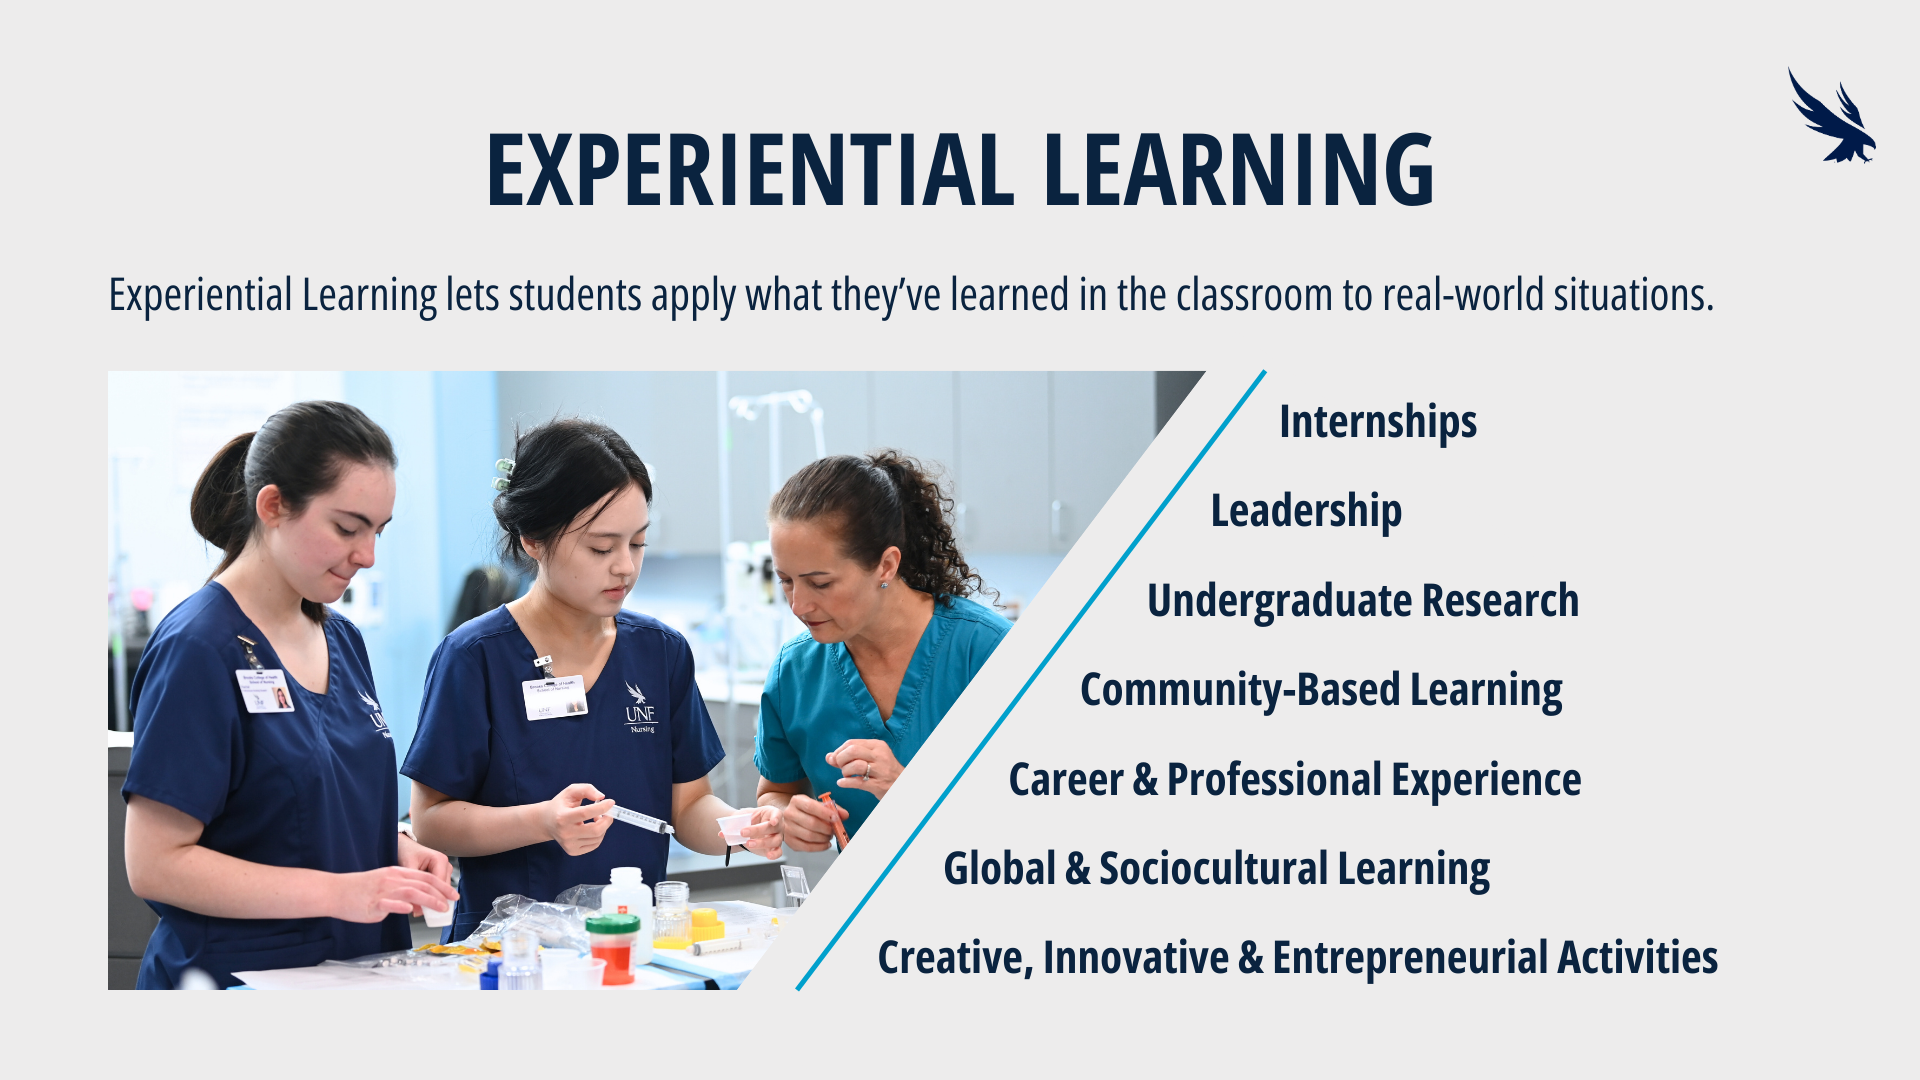 EXPERIENTIAL LEARNING
Experiential Learning lets students apply what they’ve learned in the classroom to real-world situations.
Internships
Leadership
Undergraduate Research
Community-Based Learning
Career & Professional Experience
Global & Sociocultural Learning
Creative, Innovative & Entrepreneurial Activities
UNF
Nursing